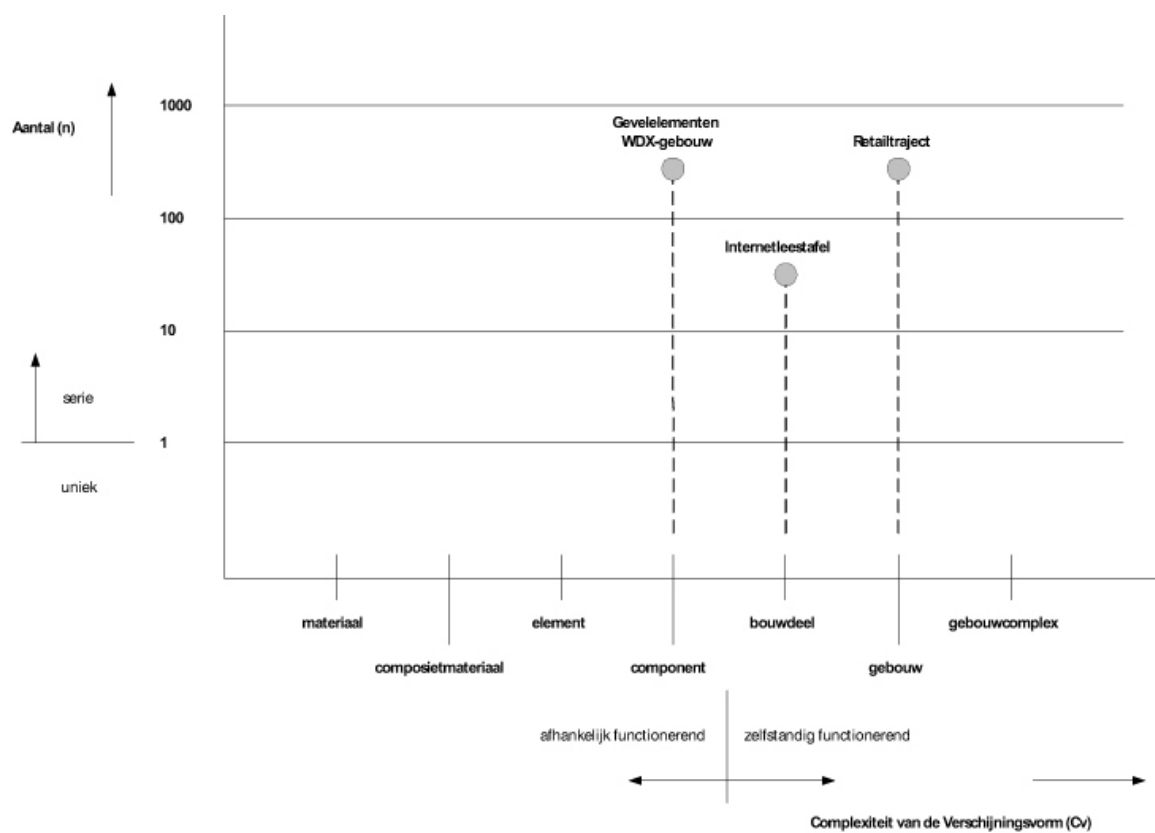 1000
Aantal (n)
Gevelelementen
WDX-gebouw
Retailtraject
100
Internetleestafel
10
serie
1
uniek
materiaal
element
bouwdeel
gebouwcomplex
composietmateriaal
component
gebouw
afhankelijk functionerend
zelfstandig functionerend
Complexiteit van de Verschijningsvorm (Cv)